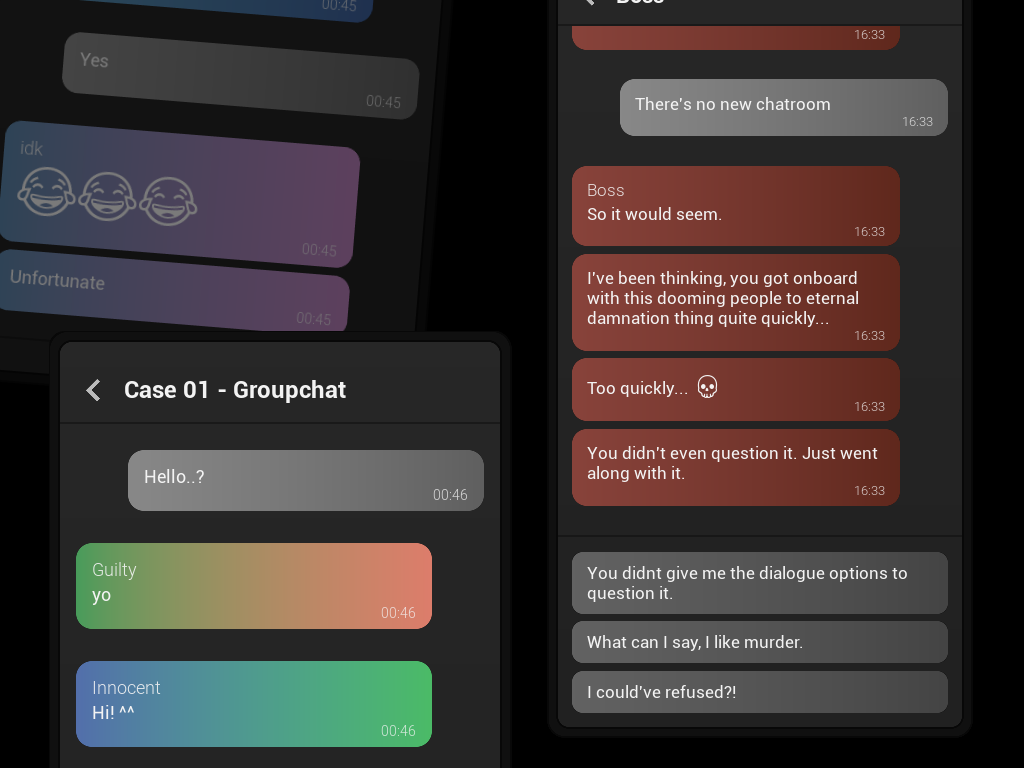 00:45
Yes
00:45
idk
00:45
Unfortunate
00:45
Case 01 - Groupchat
Hello..?
00:46
Guilty
yo
00:46
Innocent
Hi! ^^
00:46
Boss
16:33
There's no new chatroom
16:33
Boss
So it would seem.
16:33
I've been thinking, you got onboard
with this dooming people to eternal
damnation thing quite quickly...
16:33
Too quickly...
16:33
You didn't even question it. Just went
along with it.
16:33
You didnt give me the dialogue options to
question it.
What can I say, I like murder.
I could've refused?!